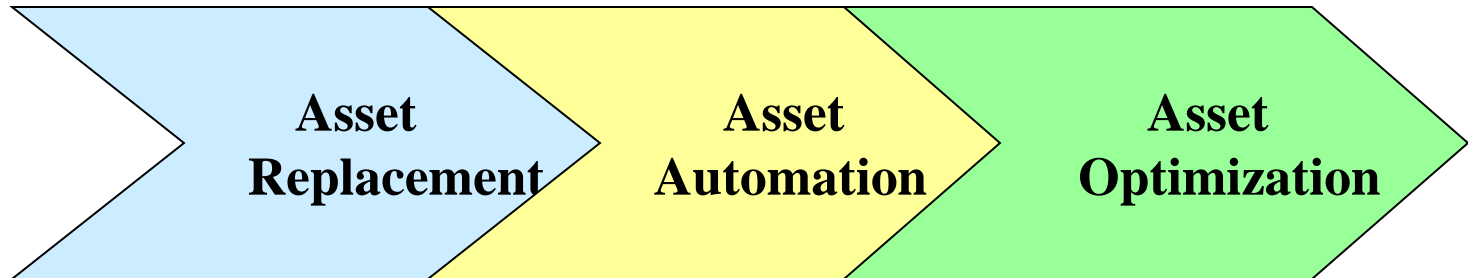 Asset
Replacement
Asset
Automation
Asset
Optimization